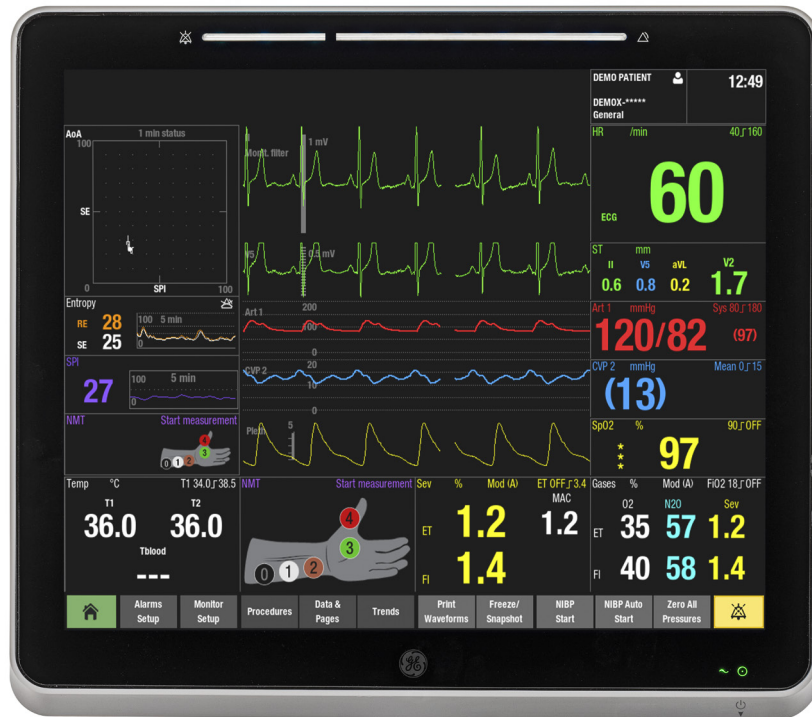 DEMO PATIENT
12:49
DEMOX-*****
General
AoA
1 min status
100
SE
0
SPI
100
II
1 mV
Monit. filter
V5
0.5 mV
HR /min 40 160
60
ECG
ST mm
II V5 aVL V2
0.6 0.8 0.2 1.7
Entropy
RE 28
SE 25
100 5 min
0
Art 1
200
100
0
Art 1 mmHg Sys 80 180
120/82 (97)
SPI
27
100 5 min
0
CVP 2
20
10
0
CVP 2 mmHg Mean 0 15
(13)
NMT Start measurement
4
3
0 1 2
Pleth
5
SpO2 % 90 OFF
***
97
Temp °C T1 34.0 38.5
T1 T2
36.0 36.0
Tblood
---
NMT Start measurement
4
3
0 1 2
Sev % Mod (A) ET OFF 3.4
MAC
ET 1.2 1.2
FI 1.4
Gases % Mod (A) FiO2 18 OFF
O2 N2O Sev
ET 35 57 1.2
FI 40 58 1.4
Alarms Setup
Monitor Setup
Procedures
Data & Pages
Trends
Print Waveforms
Freeze/ Snapshot
NIBP Start
NIBP Auto Start
Zero All Pressures
GE